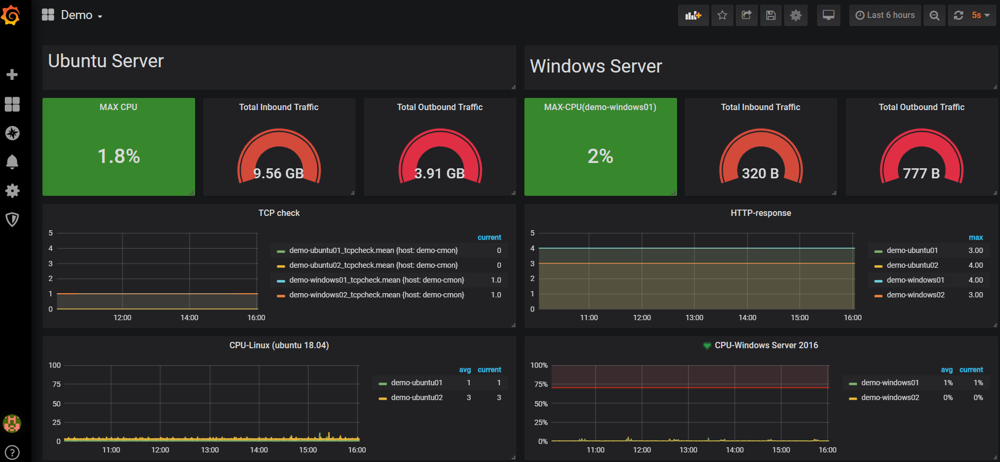 Demo
Last 6 hours
5s
Ubuntu Server
Windows Server
MAX CPU
1.8%
Total Inbound Traffic
9.56 GB
Total Outbound Traffic
3.91 GB
MAX-CPU(demo-windows01)
2%
Total Inbound Traffic
320 B
Total Outbound Traffic
777 B
TCP check
5
4
3
2
1
0
12:00 14:00 16:00
current
demo-ubuntu01_tcpcheck.mean {host: demo-cmon} 0
demo-ubuntu02_tcpcheck.mean {host: demo-cmon} 0
demo-windows01_tcpcheck.mean {host: demo-cmon} 1.0
demo-windows02_tcpcheck.mean {host: demo-cmon} 1.0
HTTP-response
5
4
3
2
1
0
11:00 12:00 13:00 14:00 15:00 16:00
max
demo-ubuntu01 3.00
demo-ubuntu02 4.00
demo-windows01 4.00
demo-windows02 3.00
CPU-Linux (ubuntu 18.04)
100
75
50
25
0
11:00 12:00 13:00 14:00 15:00 16:00
avg current
demo-ubuntu01 1 1
demo-ubuntu02 3 3
CPU-Windows Server 2016
100%
75%
50%
25%
0%
11:00 12:00 13:00 14:00 15:00 16:00
avg current
demo-windows01 1% 1%
demo-windows02 0% 0%